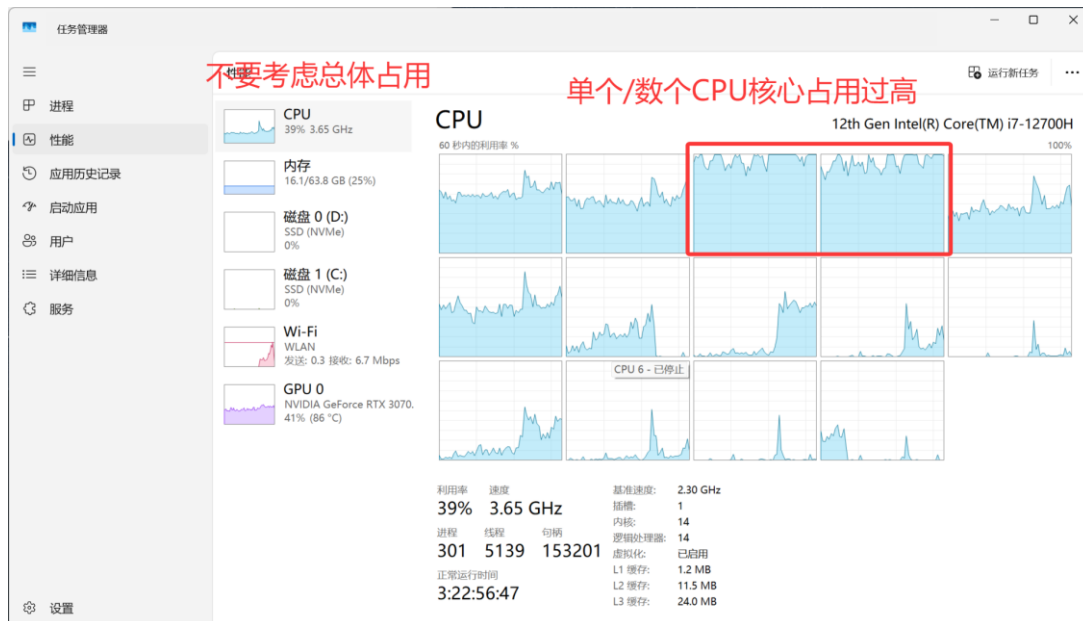 任务管理器
不要考虑总体占用
单个/数个CPU核心占用过高
运行新任务
进程
性能
应用历史记录
启动应用
用户
详细信息
服务
设置
CPU
39% 3.65 GHz
内存
16.1/63.8 GB (25%)
磁盘 0 (D:)
SSD (NVMe)
0%
磁盘 1 (C:)
SSD (NVMe)
0%
Wi-Fi
WLAN
发送: 0.3 接收: 6.7 Mbps
GPU 0
NVIDIA GeForce RTX 3070.
41% (86 °C)
CPU
12th Gen Intel(R) Core(TM) i7-12700H
60 秒内的利用率 %
100%
CPU 6 - 已停止
利用率 速度
39% 3.65 GHz
进程 线程 句柄
301 5139 153201
正常运行时间
3:22:56:47
基准速度: 2.30 GHz
插槽: 1
内核: 14
逻辑处理器: 14
虚拟化: 已启用
L1 缓存: 1.2 MB
L2 缓存: 11.5 MB
L3 缓存: 24.0 MB